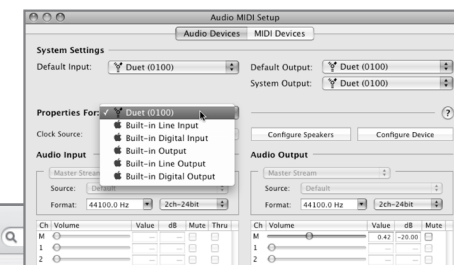 Audio MIDI Setup
Audio Devices MIDI Devices
System Settings
Default Input: Duet (0100) Default Output: Duet (0100)
System Output: Duet (0100)
Properties For: ✓ Duet (0100)
Built-in Line Input
Clock Source: Built-in Digital Input Configure Speakers Configure Device
Built-in Output
Audio Input Built-in Line Output Audio Output
Master Stream Built-in Digital Output Master Stream
Source: Default Source: Default
Format: 44100.0 Hz 2ch-24bit Format: 44100.0 Hz 2ch-24bit
Ch Volume Value dB Mute Thru Ch Volume Value dB Mute
M -- -- M 0.42 -20.00
1 -- -- 1 -- --
2 -- -- 2 -- --